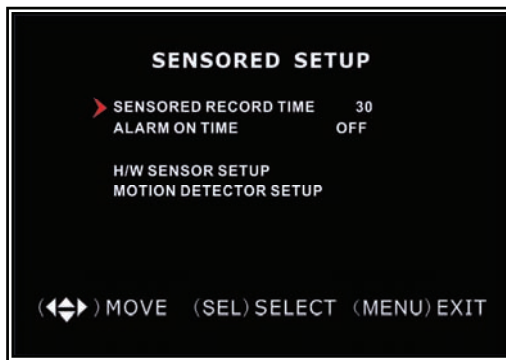 SENSORED SETUP
SENSORED RECORD TIME 30
ALARM ON TIME OFF
H/W SENSOR SETUP
MOTION DETECTOR SETUP
() MOVE (SEL) SELECT (MENU) EXIT